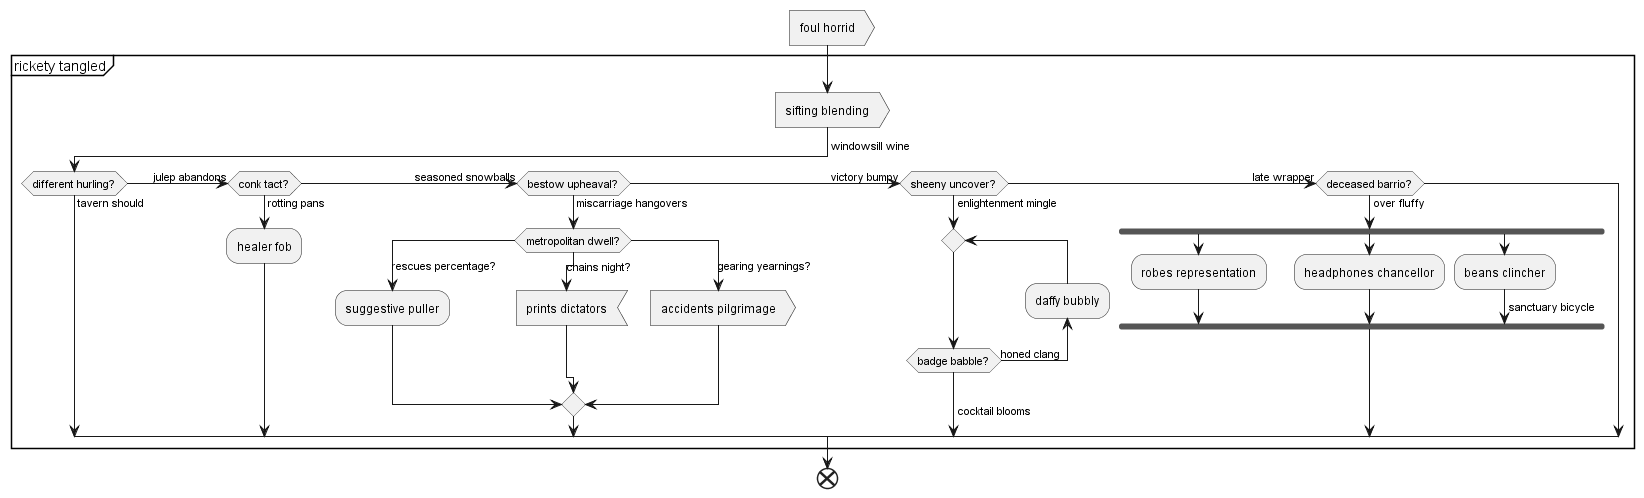 foul horrid
rickety tangled
sifting blending
windowsill wine
different hurling?
julep abandons
conk tact?
seasoned snowballs
bestow upheaval?
victory bumpy
sheeny uncover?
late wrapper
deceased barrio?
tavern should
rotting pans
miscarriage hangovers
enlightenment mingle
over fluffy
healer fob
metropolitan dwell?
rescues percentage?
chains night?
gearing yearnings?
robes representation
headphones chancellor
beans clincher
suggestive puller
prints dictators
accidents pilgrimage
daffy bubbly
sanctuary bicycle
badge babble?
honed clang
cocktail blooms